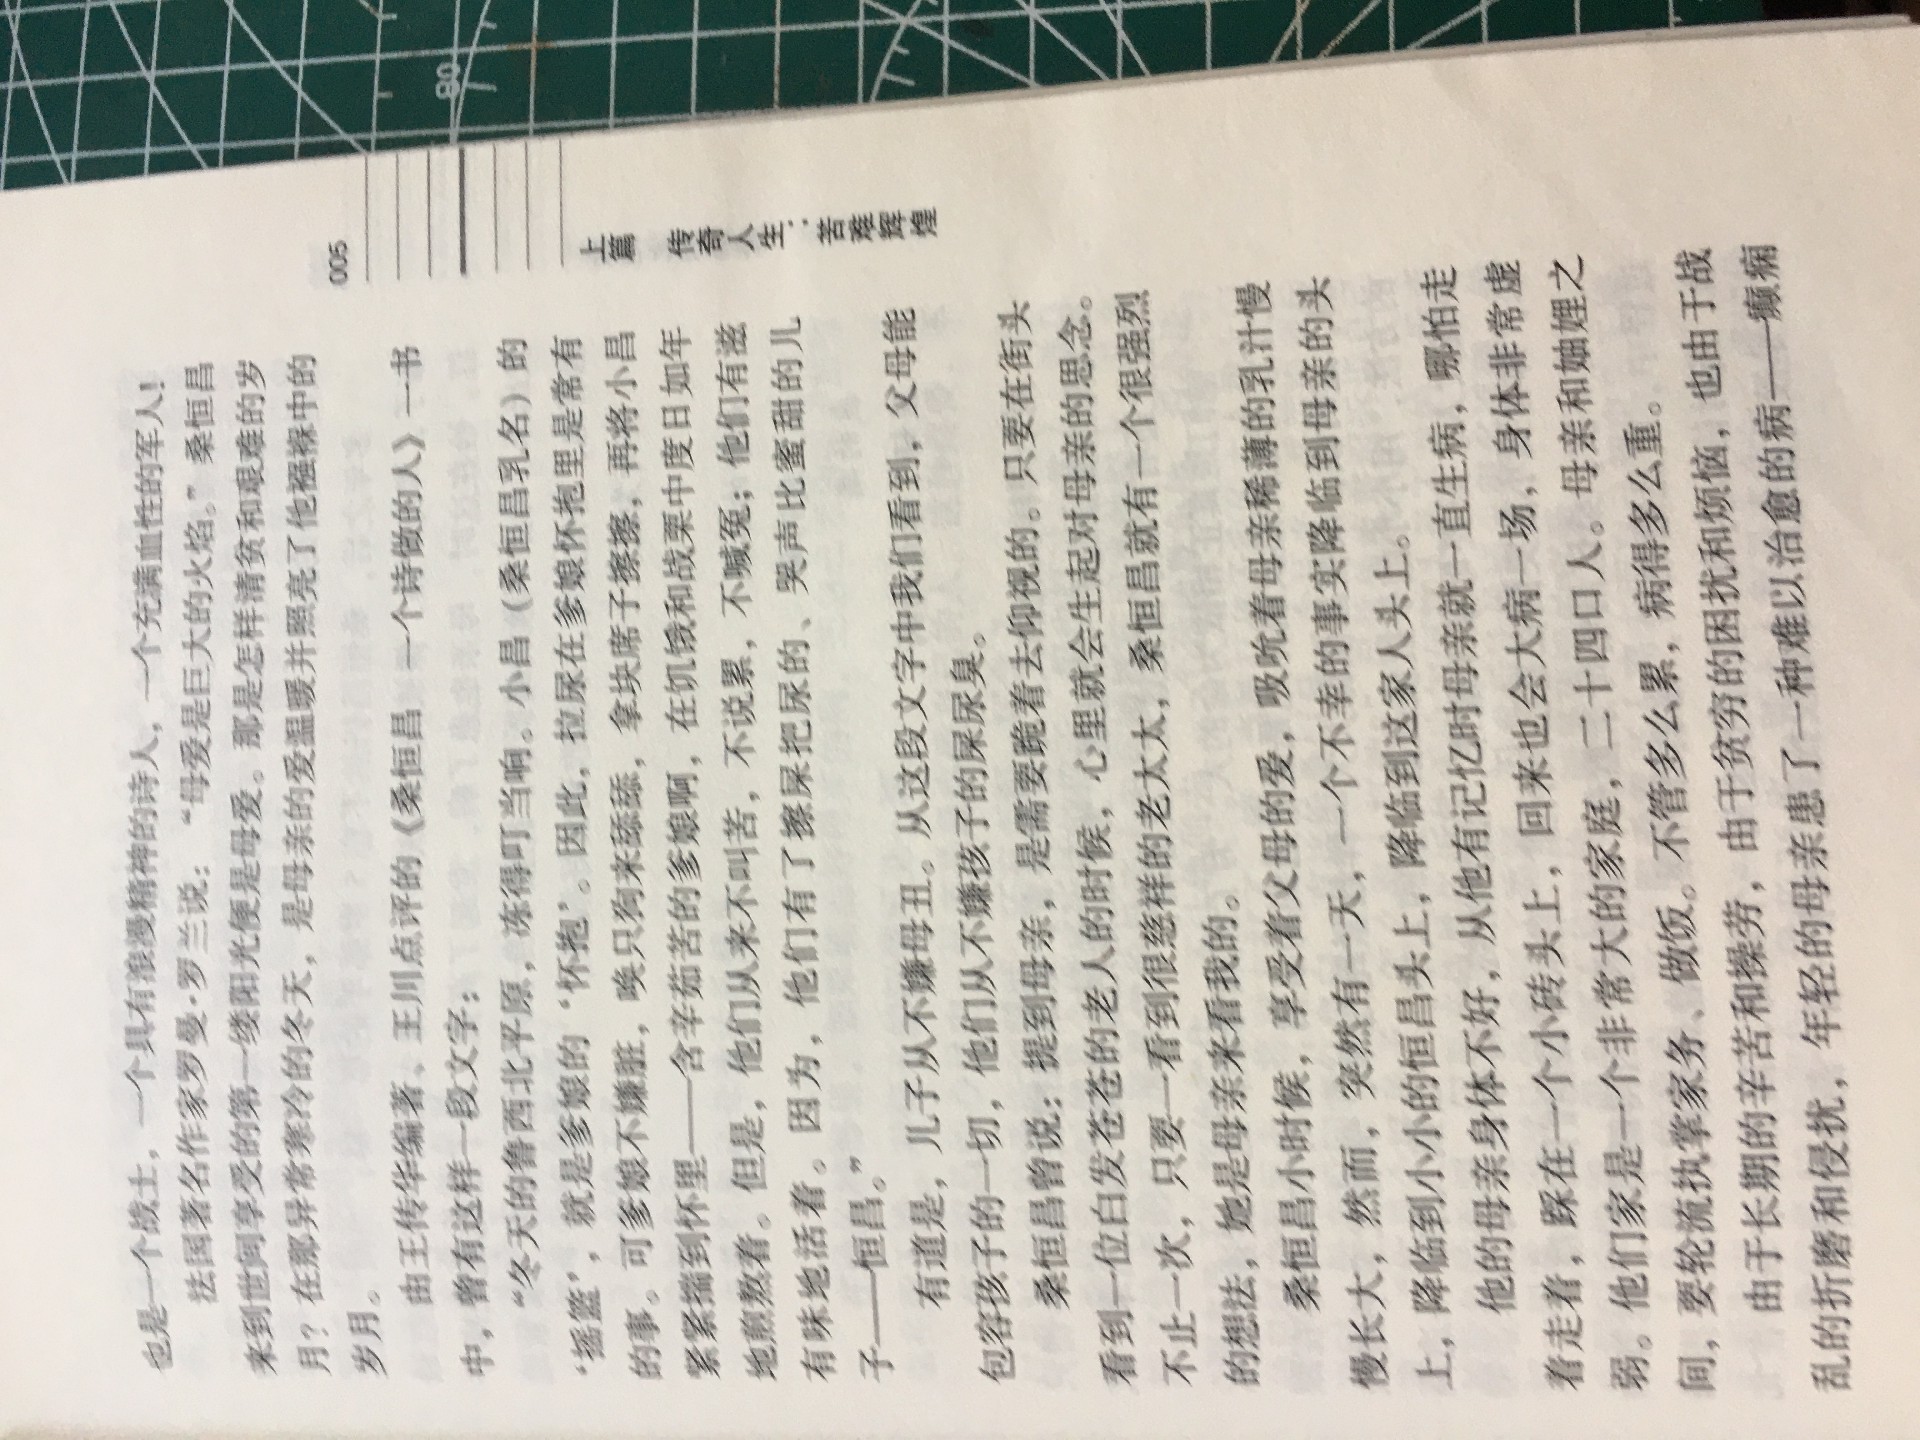 也是一个战士，一个具有浪漫精神的诗人，一个充满血性的军人！
法国著名作家罗曼·罗兰说：“母爱是巨大的火焰。”桑恒昌
来到世间享受的第一缕阳光便是母爱。那是怎样清贫和艰难的岁
月？在那异常寒冷的冬天，是母亲的爱温暖并照亮了他襁褓中的
岁月。
由王传华编著、王川点评的《桑恒昌 一个诗做的人》一书
中，曾有这样一段文字：
“冬天的鲁西北平原，冻得叮当响。小昌（桑恒昌乳名）的
‘摇篮’，就是爹娘的‘怀抱’。因此，拉尿在爹娘怀抱里是常有
的事。可爹娘不嫌脏，唤只狗来舔舔，拿块席子擦擦，再将小昌
紧紧揣到怀里——含辛茹苦的爹娘啊，在饥饿和战栗中度日如年
地煎熬着。但是，他们从来不叫苦，不说累，不喊冤；他们有滋
有味地活着。因为，他们有了擦屎把尿的、哭声比蜜甜的儿
子——恒昌。”
有道是，儿子从不嫌母丑。从这段文字中我们看到，父母能
包容孩子的一切，他们从不嫌孩子的屎尿臭。
桑恒昌曾说：提到母亲，是需要跪着去仰视的。只要在街头
看到一位白发苍苍的老人的时候，心里就会生起对母亲的思念。
不止一次，只要一看到很慈祥的老太太，桑恒昌就有一个很强烈
的想法，她是母亲来看我的。
桑恒昌小时候，享受着父母的爱，吸吮着母亲稀薄的乳汁慢
慢长大，然而，突然有一天，一个不幸的事实降临到母亲的头
上，降临到小小的恒昌头上，降临到这家人头上。
他的母亲身体不好，从他有记忆时母亲就一直生病，哪怕走
着走着，踩在一个小砖头上，回来也会大病一场，身体非常虚
弱。他们家是一个非常大的家庭，二十四口人。母亲和妯娌之
间，要轮流执掌家务、做饭。不管多么累，病得多么重。
由于长期的辛苦和操劳，由于贫穷的困扰和烦恼，也由于战
乱的折磨和侵扰，年轻的母亲患了一种难以治愈的病——癫痫
005
上篇 传奇人生：苦难辉煌
80